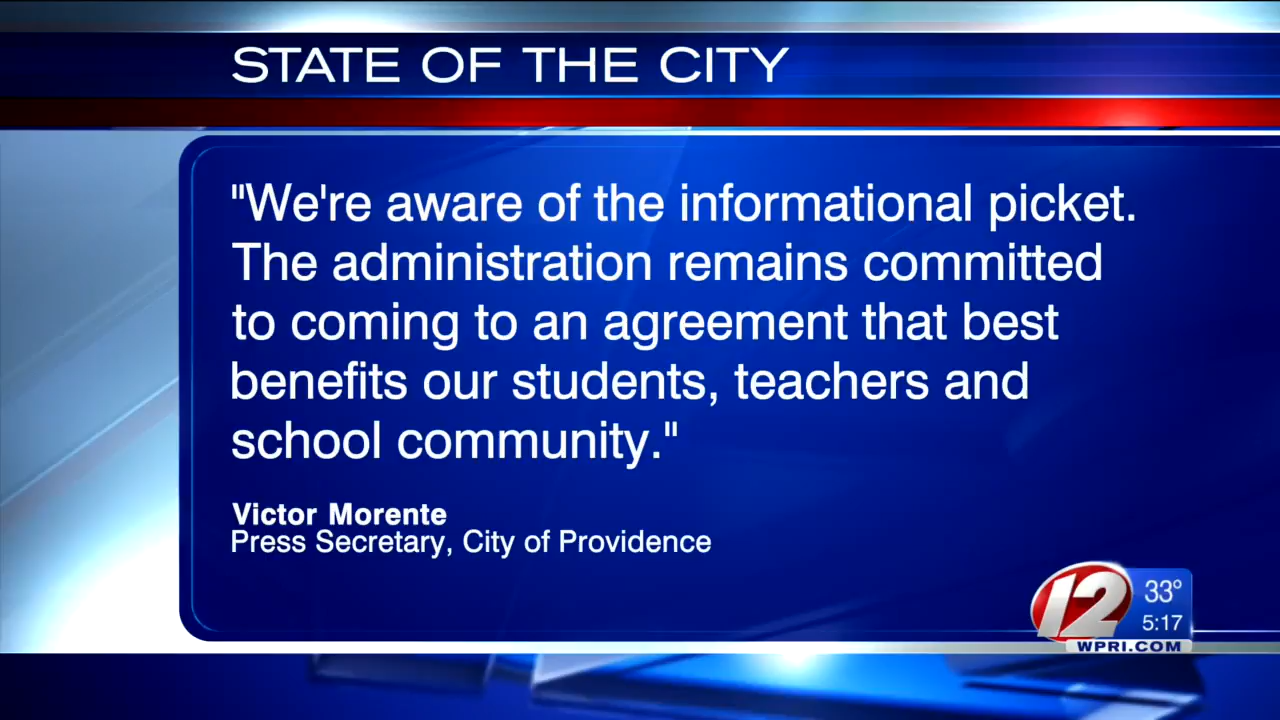 STATE OF THE CITY
"We're aware of the informational picket.
The administration remains committed
to coming to an agreement that best
benefits our students, teachers and
school community."
Victor Morente
Press Secretary, City of Providence
12
33°
5:17
WPRI.COM